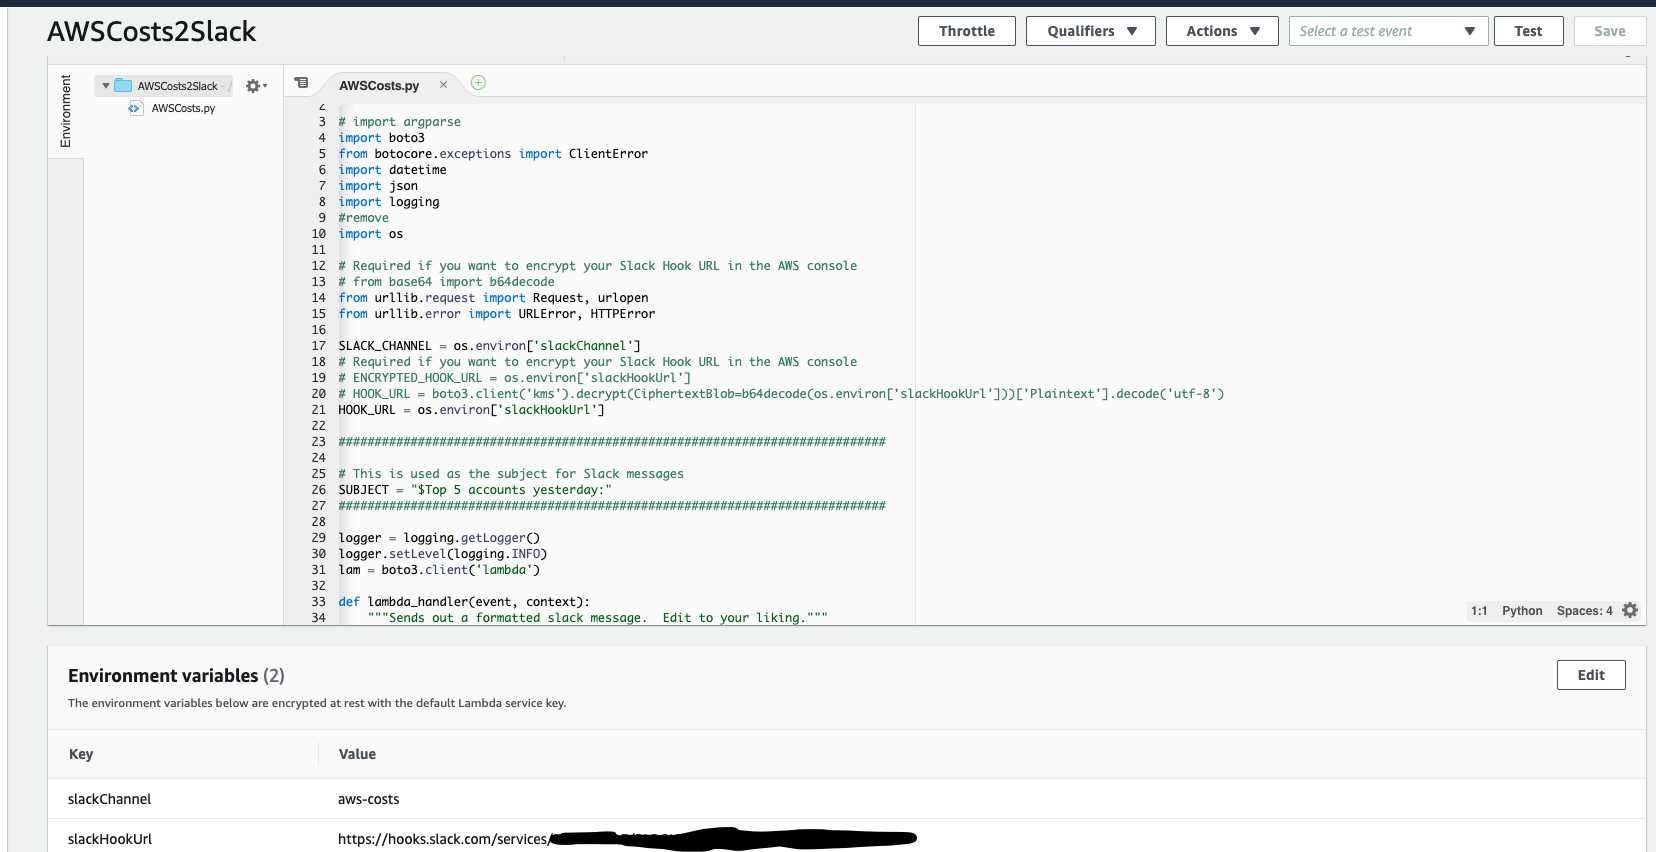 AWSCosts2Slack
Throttle Qualifiers Actions Select a test event Test Save
Environment
AWSCosts2Slack - /
AWSCosts.py
AWSCosts.py
2
3 # import argparse
4 import boto3
5 from botocore.exceptions import ClientError
6 import datetime
7 import json
8 import logging
9 #remove
10 import os
11
12 # Required if you want to encrypt your Slack Hook URL in the AWS console
13 # from base64 import b64decode
14 from urllib.request import Request, urlopen
15 from urllib.error import URLError, HTTPError
16
17 SLACK_CHANNEL = os.environ['slackChannel']
18 # Required if you want to encrypt your Slack Hook URL in the AWS console
19 # ENCRYPTED_HOOK_URL = os.environ['slackHookUrl']
20 # HOOK_URL = boto3.client('kms').decrypt(CiphertextBlob=b64decode(os.environ['slackHookUrl']))['Plaintext'].decode('utf-8')
21 HOOK_URL = os.environ['slackHookUrl']
22
23 ############################################################################
24
25 # This is used as the subject for Slack messages
26 SUBJECT = "$Top 5 accounts yesterday:"
27 ############################################################################
28
29 logger = logging.getLogger()
30 logger.setLevel(logging.INFO)
31 lam = boto3.client('lambda')
32
33 def lambda_handler(event, context):
34     """Sends out a formatted slack message.  Edit to your liking."""
1:1 Python Spaces: 4
Environment variables (2)
Edit
The environment variables below are encrypted at rest with the default Lambda service key.
Key Value
slackChannel aws-costs
slackHookUrl https://hooks.slack.com/services/